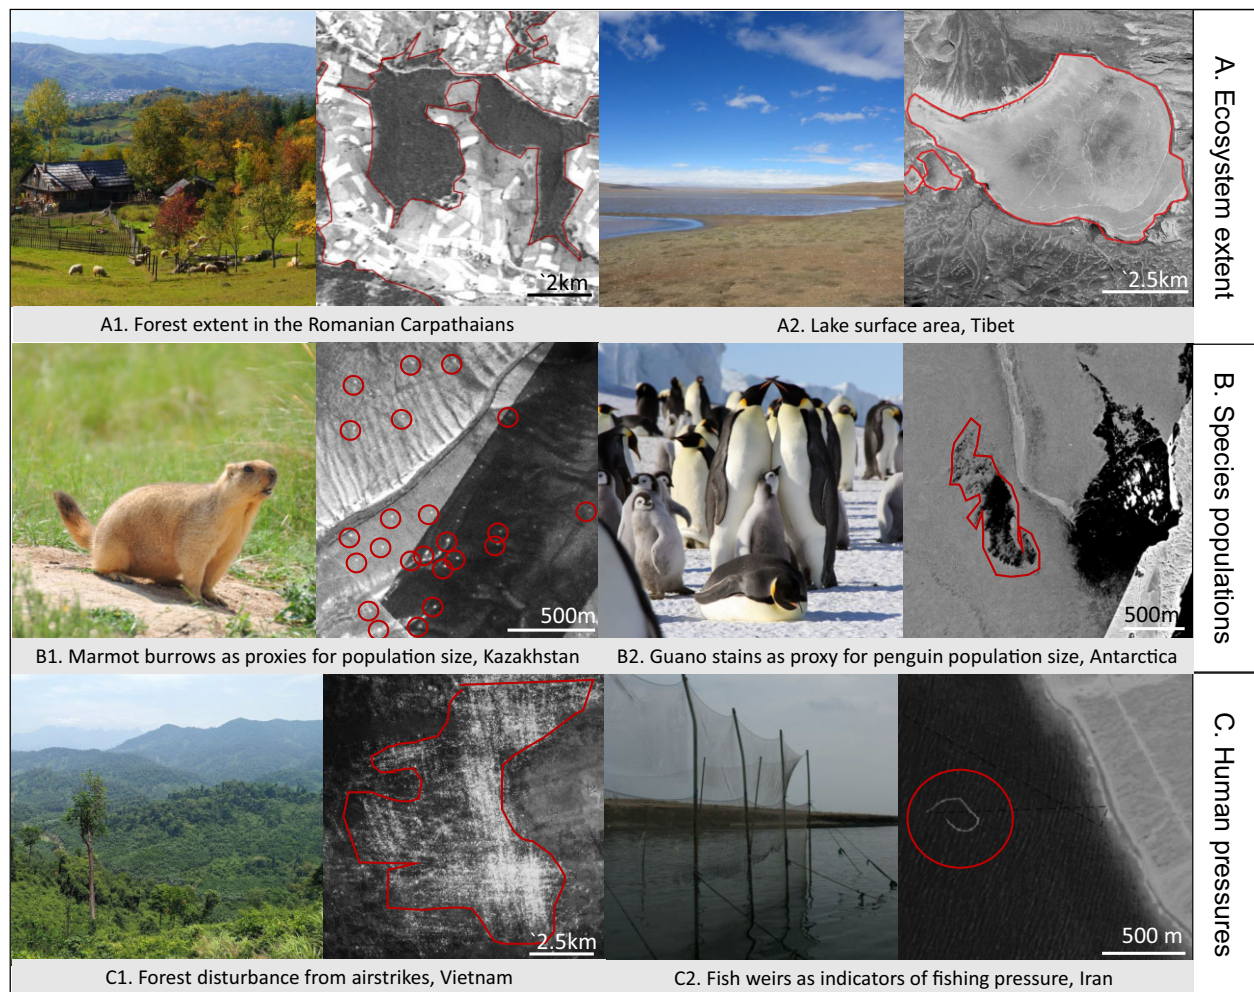 A. Ecosystem extent
`2km
`2.5km
A1. Forest extent in the Romanian Carpathaians
A2. Lake surface area, Tibet
B. Species populations
500m
500m
B1. Marmot burrows as proxies for population size, Kazakhstan
B2. Guano stains as proxy for penguin population size, Antarctica
C. Human pressures
`2.5km
500 m
C1. Forest disturbance from airstrikes, Vietnam
C2. Fish weirs as indicators of fishing pressure, Iran